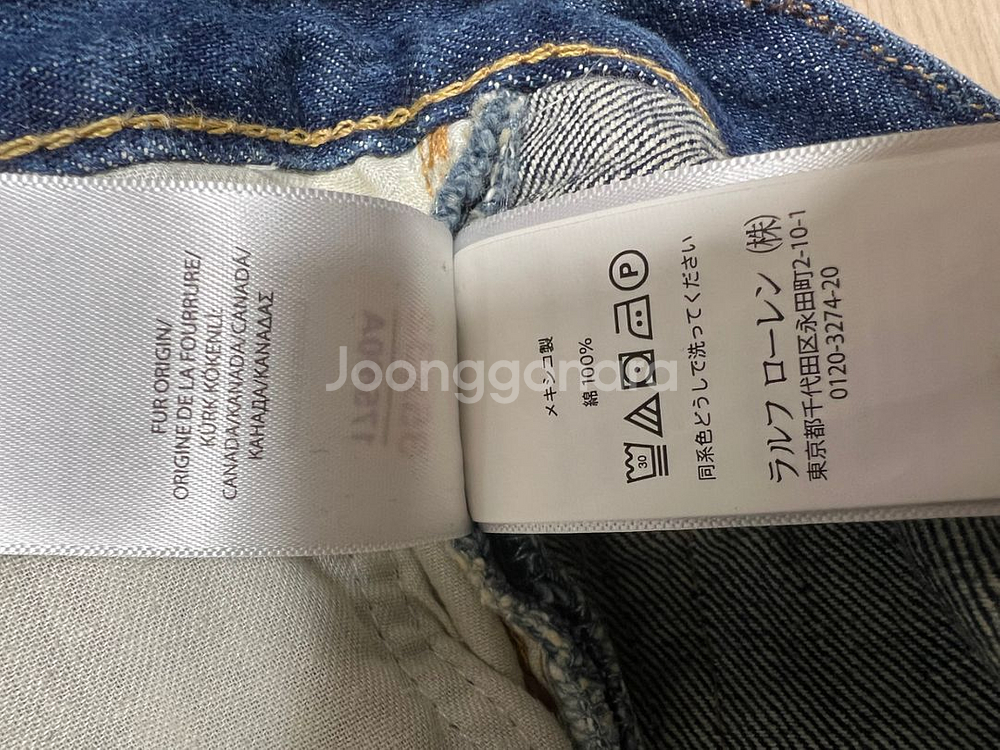 FUR ORIGIN/
ORIGINE DE LA FOURRURE/
KÜRK KÖKENLİ:
CANADA/KANADA/CANADÁ/
КАНАДА/ΚΑΝΑΔΑΣ
メキシコ製
綿 100%
30
P
同系色どうしで洗ってください
ラルフ ローレン (株)
東京都千代田区永田町2-10-1
0120-3274-20
Joonggonara